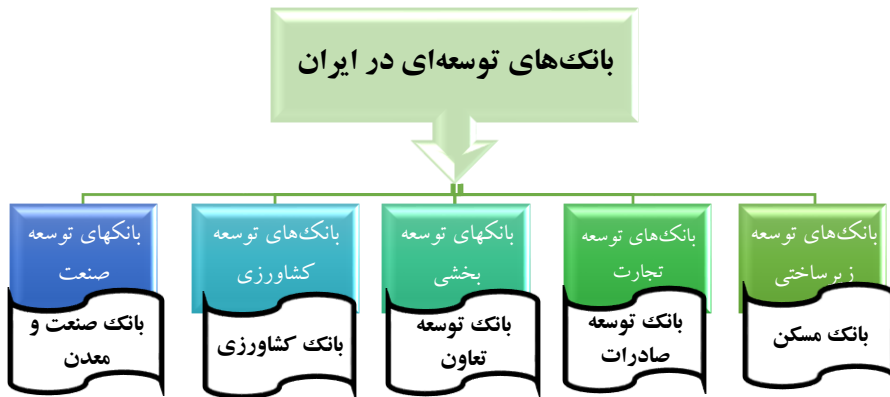 بانک‌های توسعه‌ای در ایران
بانک‌های توسعه
زیرساختی
بانک مسکن
بانک‌های توسعه
تجارت
بانک توسعه
صادرات
بانکهای توسعه
بخشی
بانک توسعه
تعاون
بانک‌های توسعه
کشاورزی
بانک کشاورزی
بانکهای توسعه
صنعت
بانک صنعت و
معدن